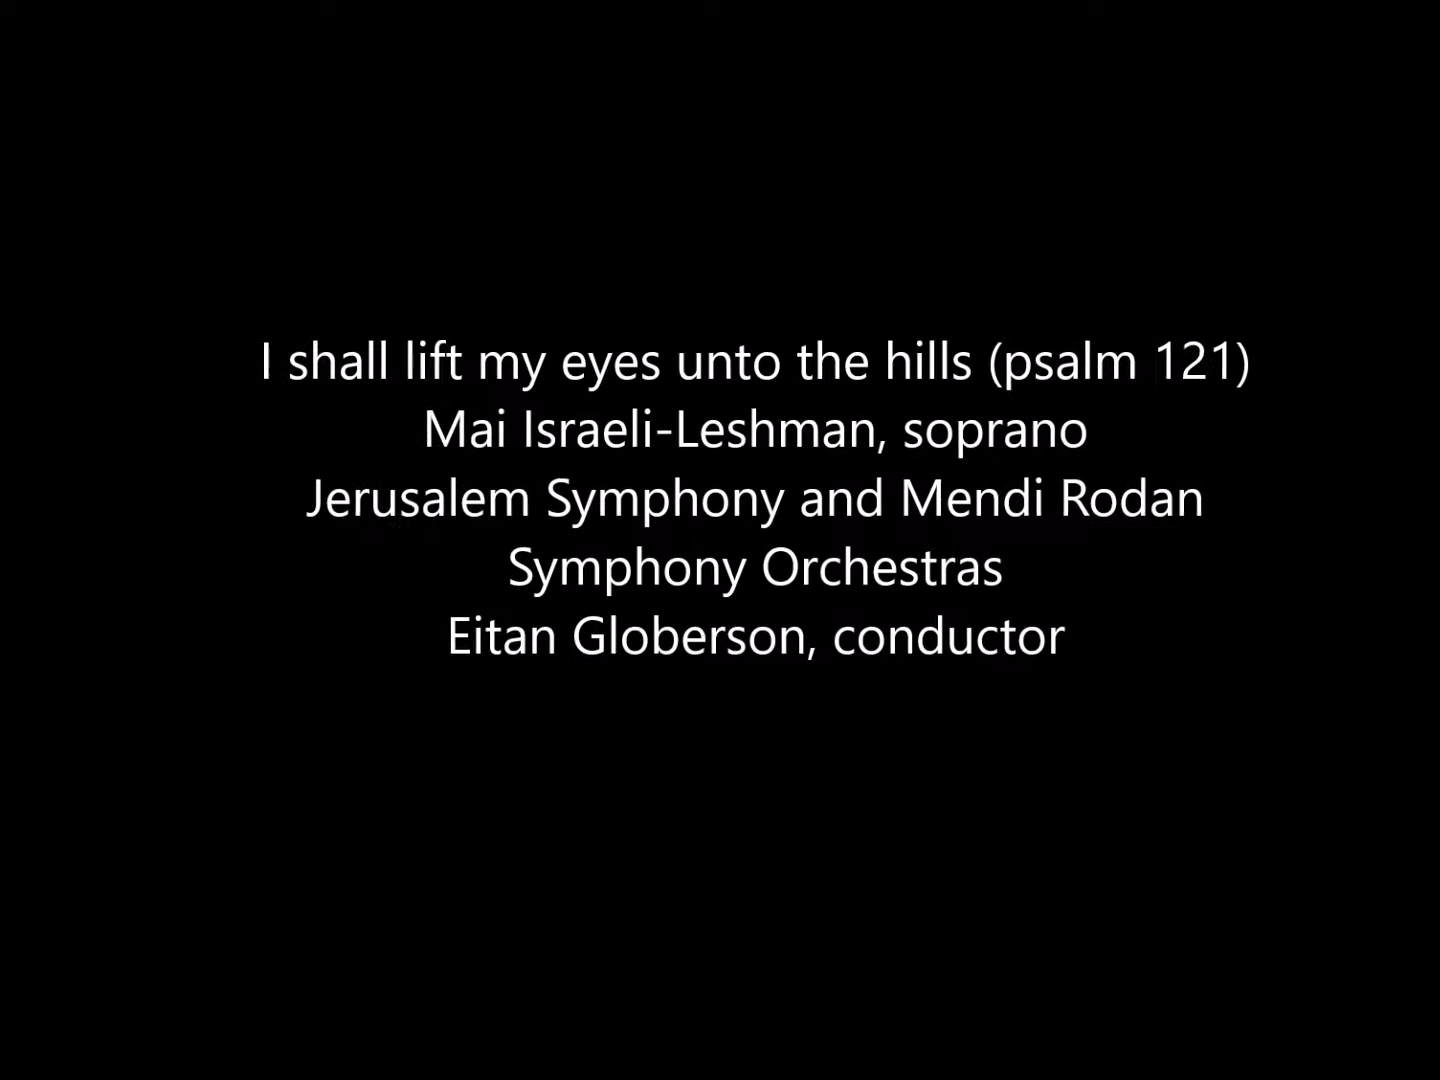 I shall lift my eyes unto the hills (psalm 121)
Mai Israeli-Leshman, soprano
Jerusalem Symphony and Mendi Rodan
Symphony Orchestras
Eitan Globerson, conductor